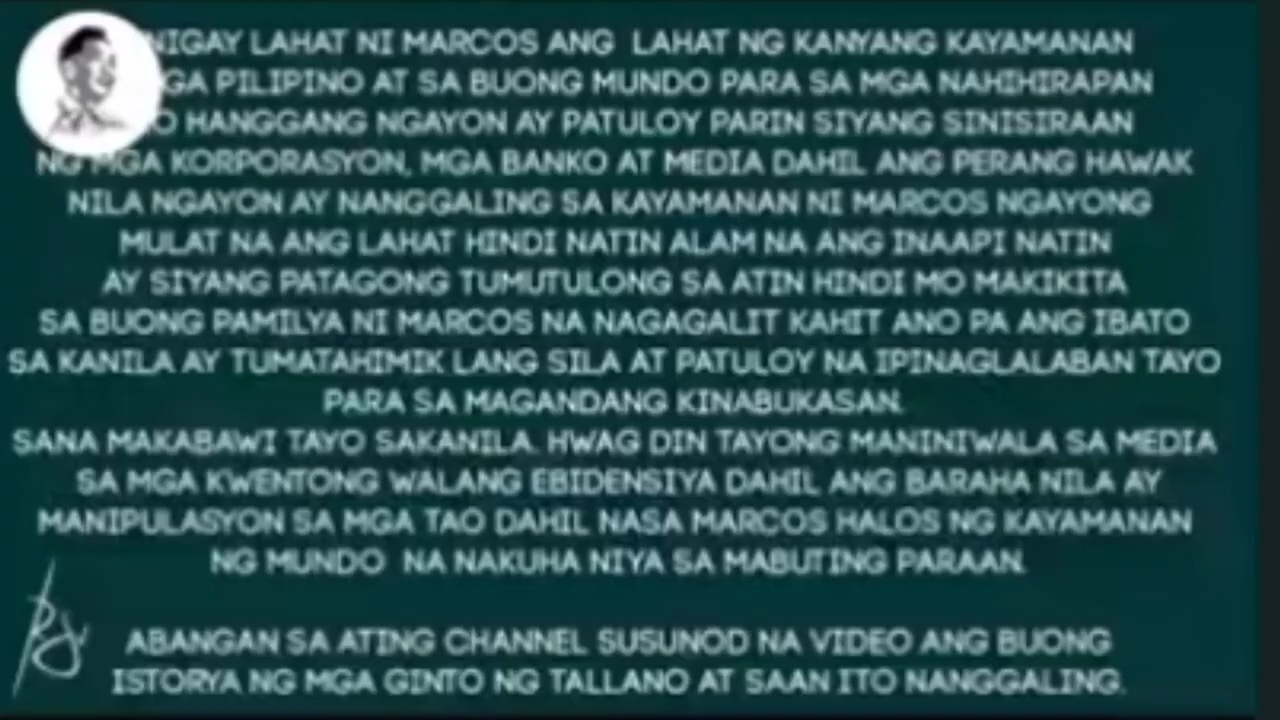 NIGAY LAHAT NI MARCOS ANG LAHAT NG KANYANG KAYAMANAN
GA PILIPINO AT SA BUONG MUNDO PARA SA MGA NAHIHIRAPAN
O HANGGANG NGAYON AY PATULOY PARIN SIYANG SINISIRAAN
NG MGA KORPORASYON, MGA BANKO AT MEDIA DAHIL ANG PERANG HAWAK
NILA NGAYON AY NANGGALING SA KAYAMANAN NI MARCOS NGAYONG
MULAT NA ANG LAHAT HINDI NATIN ALAM NA ANG INAAPI NATIN
AY SIYANG PATAGONG TUMUTULONG SA ATIN HINDI MO MAKIKITA
SA BUONG PAMILYA NI MARCOS NA NAGAGALIT KAHIT ANO PA ANG IBATO
SA KANILA AY TUMATAHIMIK LANG SILA AT PATULOY NA IPINAGLALABAN TAYO
PARA SA MAGANDANG KINABUKASAN.
SANA MAKABAWI TAYO SAKANILA. HWAG DIN TAYONG MANINIWALA SA MEDIA
SA MGA KWENTONG WALANG EBIDENSIYA DAHIL ANG BARAHA NILA AY
MANIPULASYON SA MGA TAO DAHIL NASA MARCOS HALOS NG KAYAMANAN
NG MUNDO NA NAKUHA NIYA SA MABUTING PARAAN.
ABANGAN SA ATING CHANNEL SUSUNOD NA VIDEO ANG BUONG
ISTORYA NG MGA GINTO NG TALLANO AT SAAN ITO NANGGALING.